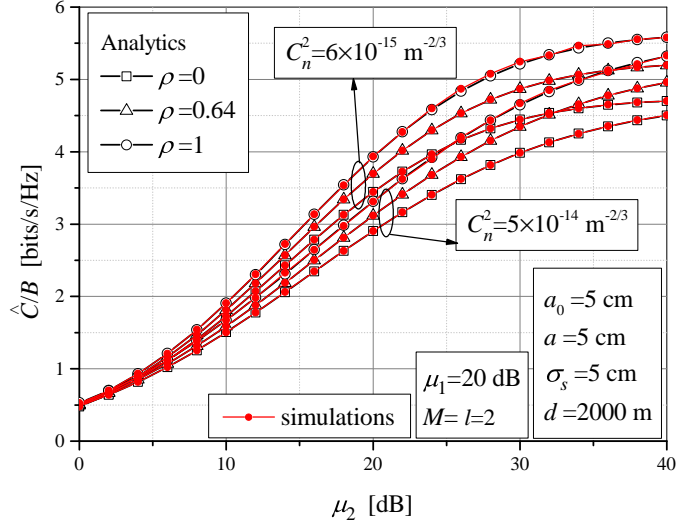 6
5
4
3
2
1
0
Ĉ/B [bits/s/Hz]
Analytics
ρ=0
ρ=0.64
ρ=1
C_n^2=6×10^-15 m^-2/3
C_n^2=5×10^-14 m^-2/3
a_0=5 cm
a=5 cm
σ_s=5 cm
d=2000 m
μ_1=20 dB
M= l=2
simulations
0 10 20 30 40
μ_2 [dB]